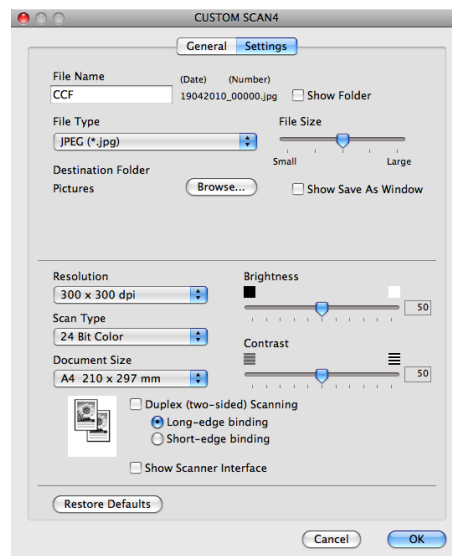 CUSTOM SCAN4
General Settings
File Name (Date) (Number)
CCF 19042010_00000.jpg Show Folder
File Type File Size
JPEG (*.jpg)
Small Large
Destination Folder
Pictures Browse... Show Save As Window
Resolution Brightness
300 x 300 dpi
50
Scan Type
24 Bit Color
Contrast
Document Size
A4 210 x 297 mm 50
Duplex (two-sided) Scanning
Long-edge binding
Short-edge binding
Show Scanner Interface
Restore Defaults
Cancel OK